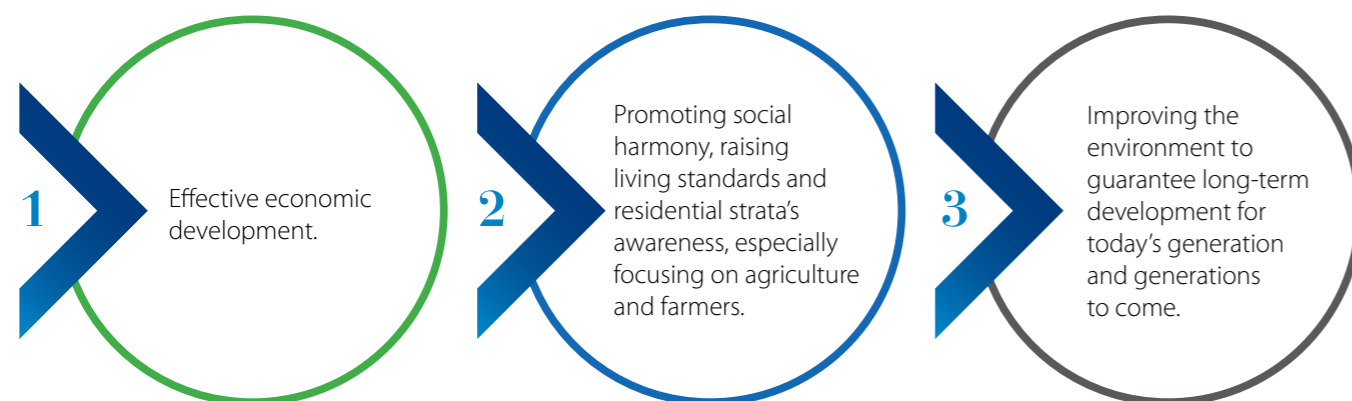 1
Effective economic
development.
2
Promoting social
harmony, raising
living standards and
residential strata’s
awareness, especially
focusing on agriculture
and farmers.
3
Improving the
environment to
guarantee long-term
development for
today’s generation
and generations
to come.